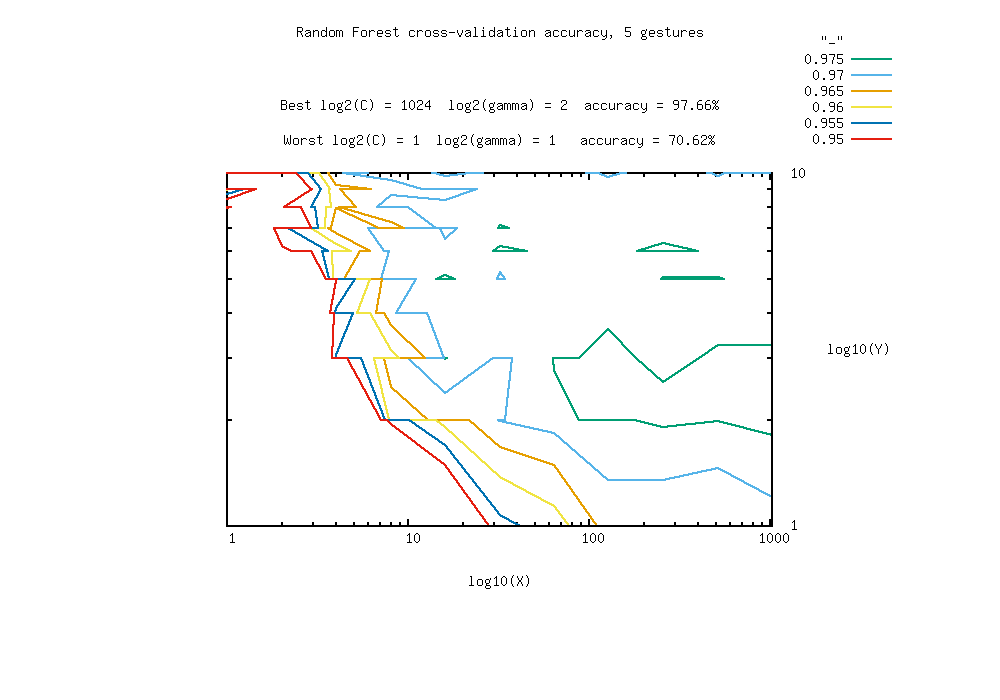 Random Forest cross-validation accuracy, 5 gestures
"_"
0.975
0.97
0.965
0.96
0.955
0.95
Best log2(C) = 1024 log2(gamma) = 2 accuracy = 97.66%
Worst log2(C) = 1 log2(gamma) = 1 accuracy = 70.62%
10
log10(Y)
1
1 10 100 1000
log10(X)